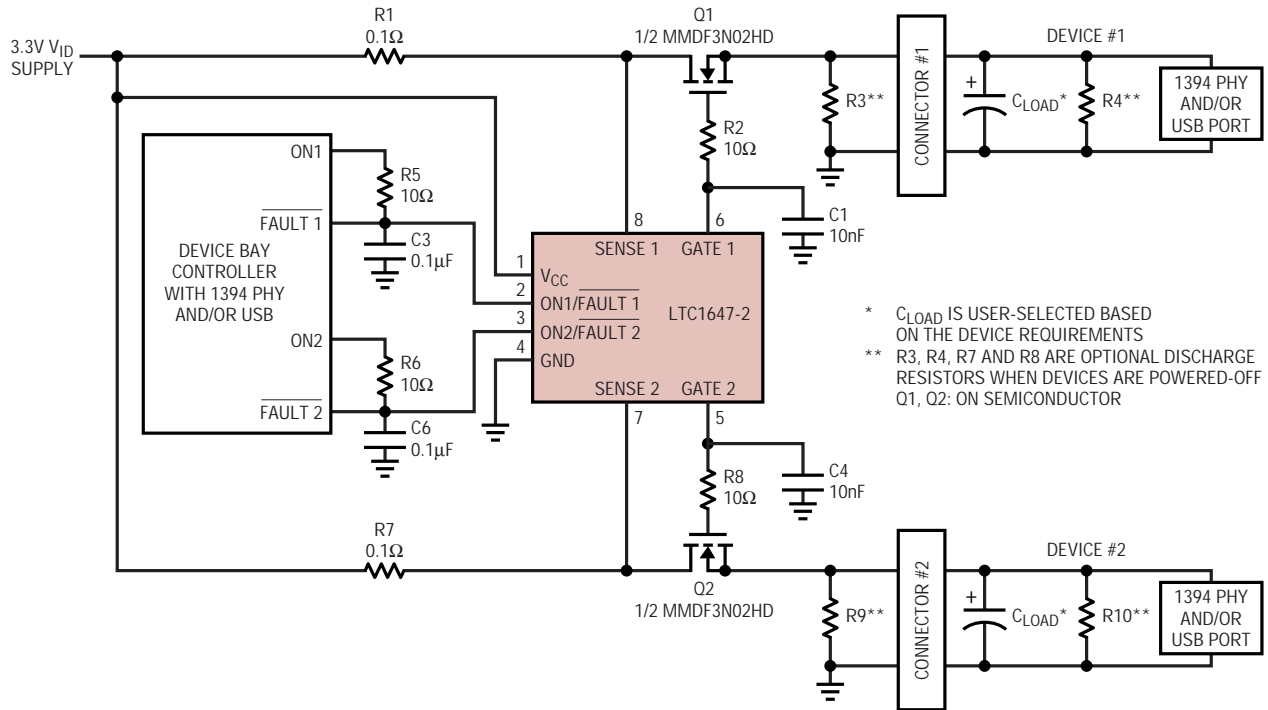 R1
0.1Ω
Q1
1/2 MMDF3N02HD
3.3V VID
SUPPLY
CONNECTOR #1
DEVICE #1
R3**
+
CLOAD*
R4**
1394 PHY
AND/OR
USB PORT
R2
10Ω
ON1
R5
10Ω
FAULT 1
C3
0.1µF
DEVICE BAY
CONTROLLER
WITH 1394 PHY
AND/OR USB
ON2
R6
10Ω
FAULT 2
C6
0.1µF
C1
10nF
8
6
SENSE 1
GATE 1
1
VCC
2
ON1/FAULT 1
3
ON2/FAULT 2
4
GND
LTC1647-2
SENSE 2
GATE 2
7
5
* CLOAD IS USER-SELECTED BASED
ON THE DEVICE REQUIREMENTS
** R3, R4, R7 AND R8 ARE OPTIONAL DISCHARGE
RESISTORS WHEN DEVICES ARE POWERED-OFF
Q1, Q2: ON SEMICONDUCTOR
R8
10Ω
C4
10nF
R7
0.1Ω
Q2
1/2 MMDF3N02HD
CONNECTOR #2
DEVICE #2
R9**
+
CLOAD*
R10**
1394 PHY
AND/OR
USB PORT